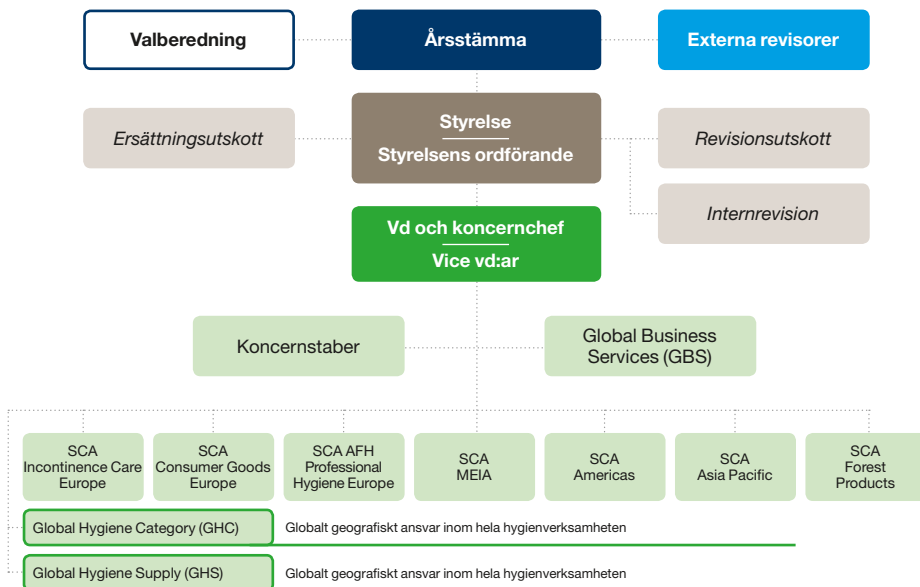 Valberedning
Årsstämma
Externa revisorer
Ersättningsutskott
Styrelse
Styrelsens ordförande
Revisionsutskott
Internrevision
Vd och koncernchef
Vice vd:ar
Koncernstaber
Global Business
Services (GBS)
SCA
Incontinence Care
Europe
SCA
Consumer Goods
Europe
SCA AFH
Professional
Hygiene Europe
SCA
MEIA
SCA
Americas
SCA
Asia Pacific
SCA
Forest
Products
Global Hygiene Category (GHC)
Globalt geografiskt ansvar inom hela hygienverksamheten
Global Hygiene Supply (GHS)
Globalt geografiskt ansvar inom hela hygienverksamheten